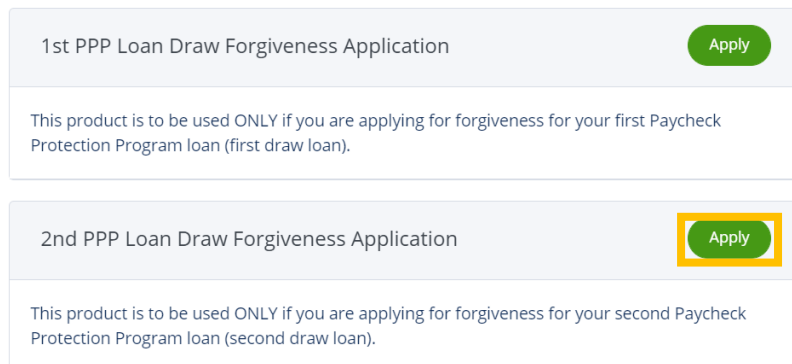 1st PPP Loan Draw Forgiveness Application
Apply
This product is to be used ONLY if you are applying for forgiveness for your first Paycheck
Protection Program loan (first draw loan).
2nd PPP Loan Draw Forgiveness Application
Apply
This product is to be used ONLY if you are applying for forgiveness for your second Paycheck
Protection Program loan (second draw loan).